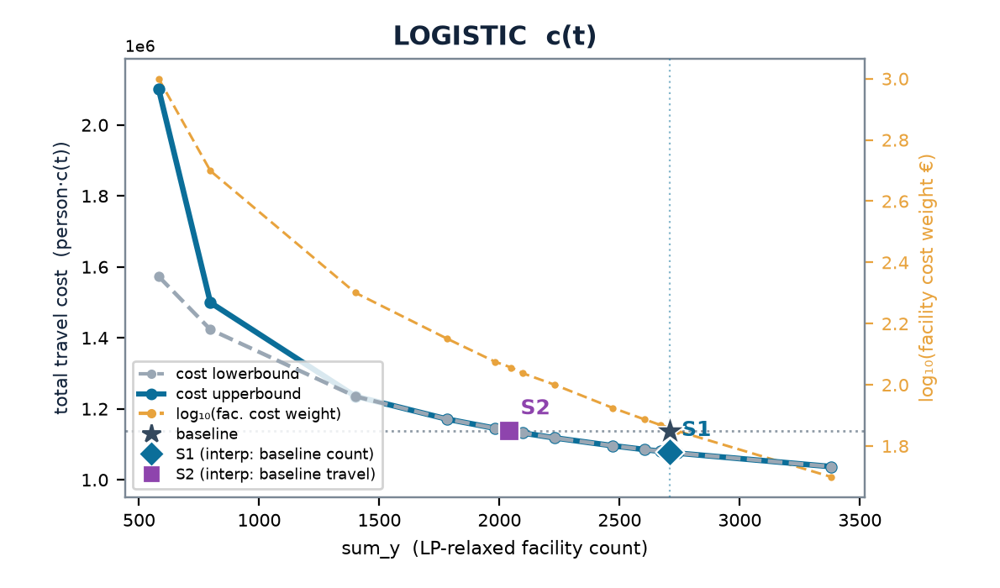 LOGISTIC  c(t)
1e6
total travel cost  (person·c(t))
2.0
1.8
1.6
1.4
1.2
1.0
3.0
2.8
2.6
2.4
2.2
2.0
1.8
log₁₀(facility cost weight €)
S2
S1
cost lowerbound
cost upperbound
log₁₀(fac. cost weight)
baseline
S1 (interp: baseline count)
S2 (interp: baseline travel)
500 1000 1500 2000 2500 3000 3500
sum_y  (LP-relaxed facility count)